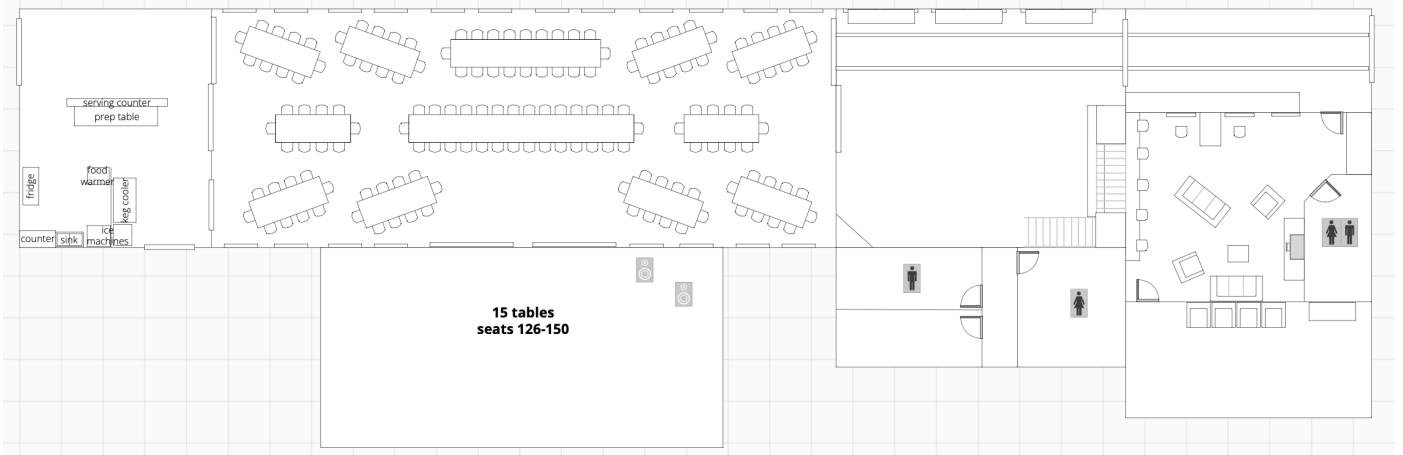 serving counter
prep table
food
warmer
fridge
keg cooler
ice
machines
counter
sink
15 tables
seats 126-150